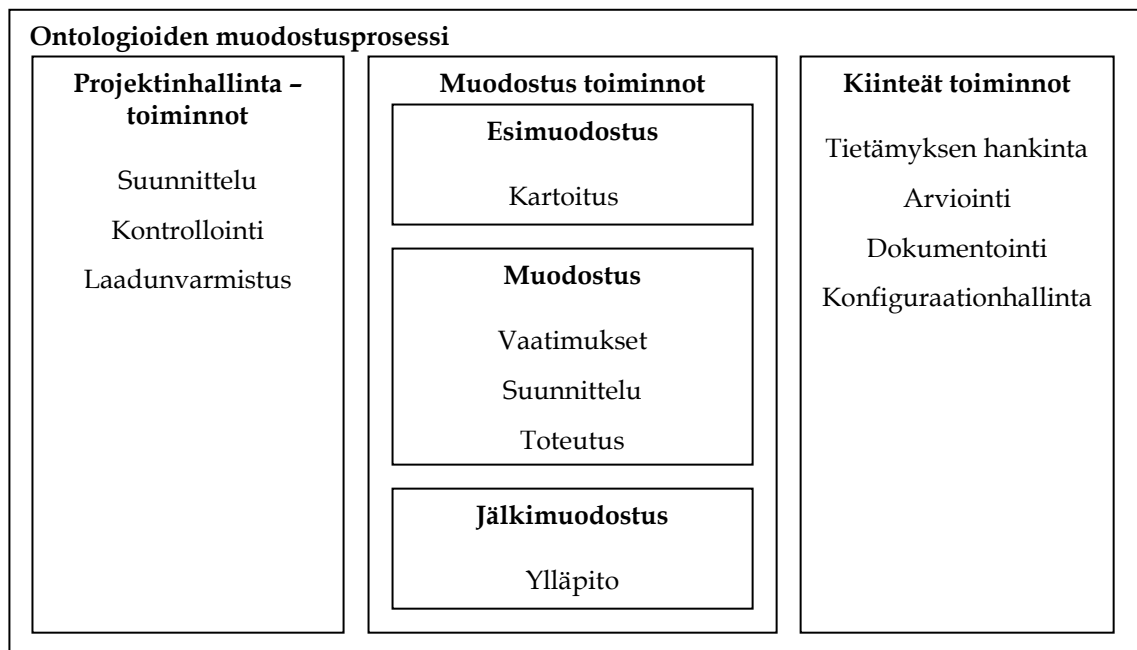 Ontologioiden muodostusprosessi
Projektinhallinta –
toiminnot
Suunnittelu
Kontrollointi
Laadunvarmistus
Muodostus toiminnot
Esimuodostus
Kartoitus
Muodostus
Vaatimukset
Suunnittelu
Toteutus
Jälkimuodostus
Ylläpito
Kiinteät toiminnot
Tietämyksen hankinta
Arviointi
Dokumentointi
Konfiguraationhallinta